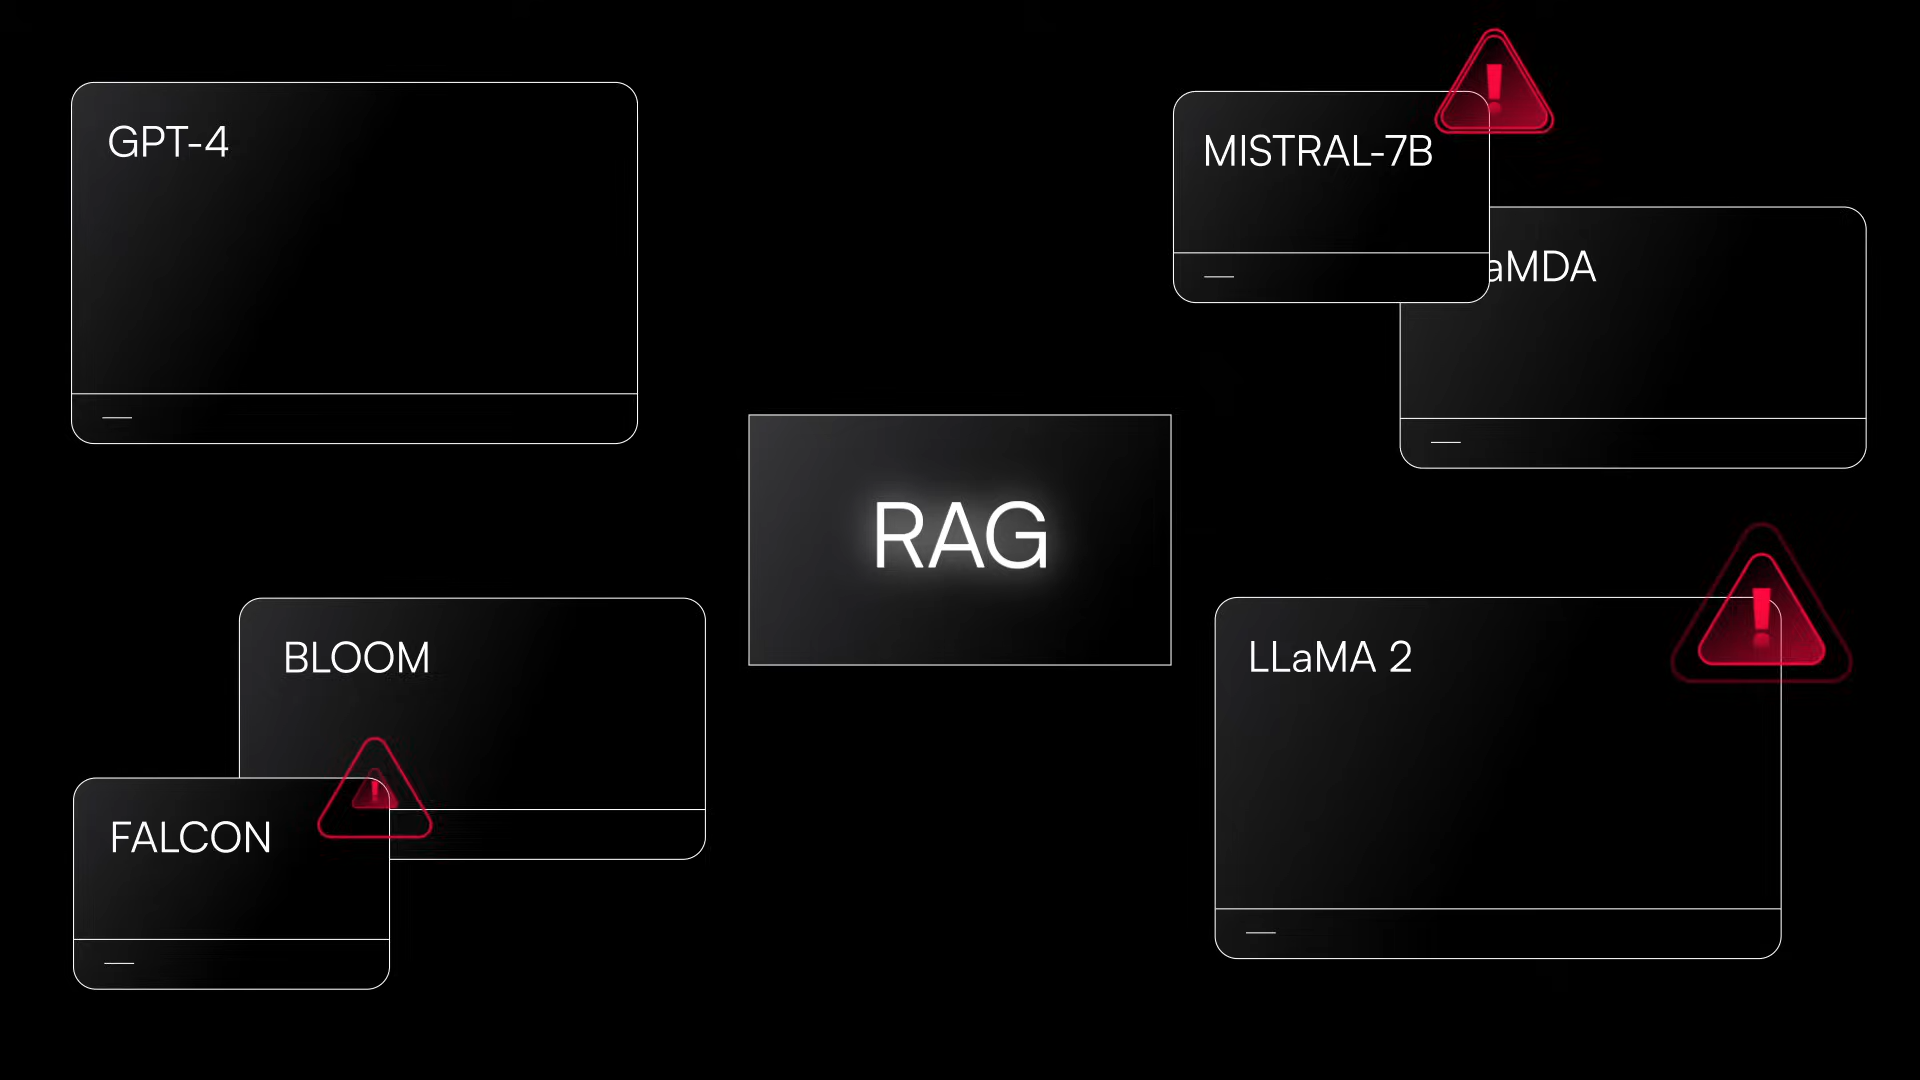 GPT-4
MISTRAL-7B
aMDA
RAG
BLOOM
LLaMA 2
FALCON